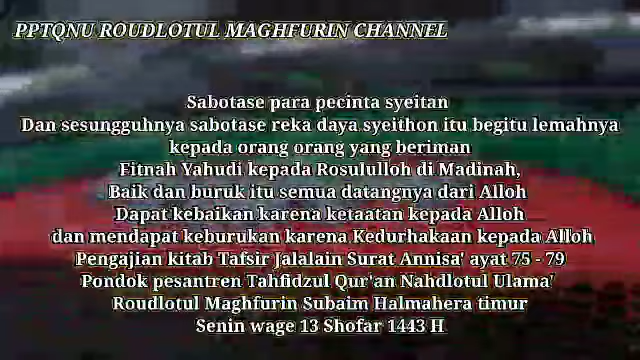 PPTQNU ROUDLOTUL MAGHFURIN CHANNEL
Sabotase para pecinta syeitan
Dan sesungguhnya sabotase reka daya syeithon itu begitu lemahnya
kepada orang orang yang beriman
Fitnah Yahudi kepada Rosululloh di Madinah,
Baik dan buruk itu semua datangnya dari Alloh
Dapat kebaikan karena ketaatan kepada Alloh
dan mendapat keburukan karena Kedurhakaan kepada Alloh
Pengajian kitab Tafsir Jalalain Surat Annisa' ayat 75 - 79
Pondok pesantren Tahfidzul Qur'an Nahdlotul Ulama'
Roudlotul Maghfurin Subaim Halmahera timur
Senin wage 13 Shofar 1443 H